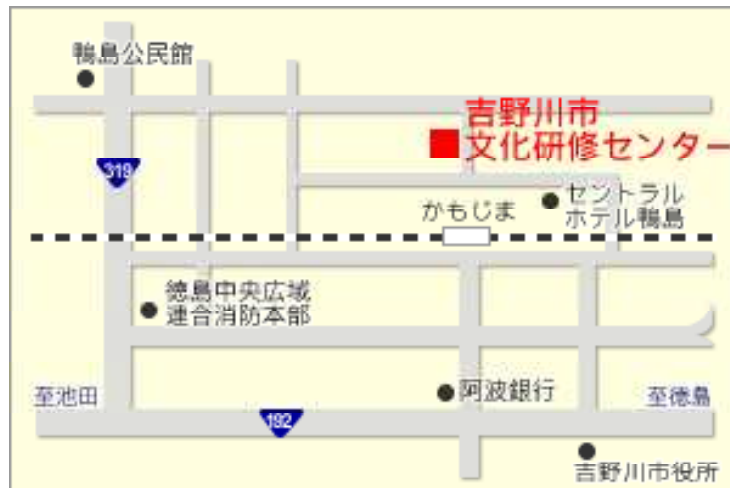 鴨島公民館
吉野川市
文化研修センター
319
セントラル
ホテル鴨島
かもじま
徳島中央広域
連合消防本部
至池田
阿波銀行
至徳島
192
吉野川市役所